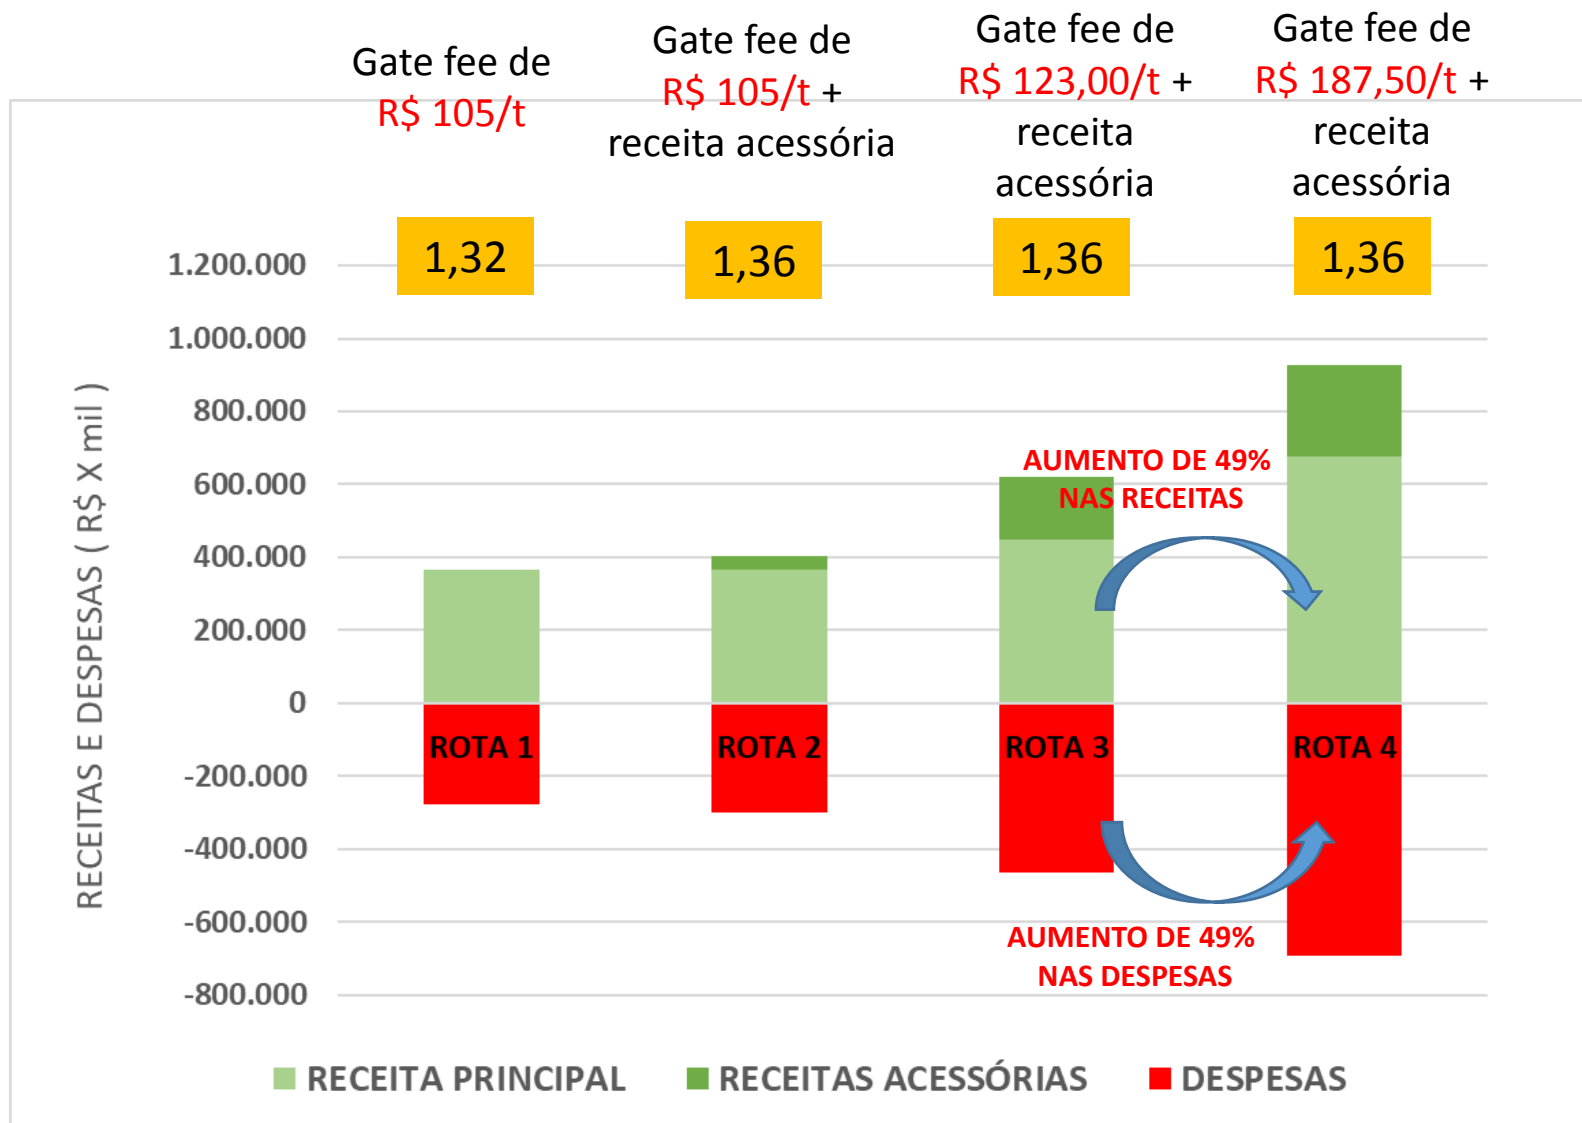 Gate fee de
R$ 105/t
Gate fee de
R$ 105/t +
receita acessória
Gate fee de
R$ 123,00/t +
receita
acessória
Gate fee de
R$ 187,50/t +
receita
acessória
1,32
1,36
1,36
1,36
RECEITAS E DESPESAS ( R$ X mil )
1.200.000
1.000.000
800.000
600.000
400.000
200.000
0
-200.000
-400.000
-600.000
-800.000
AUMENTO DE 49%
NAS RECEITAS
ROTA 1
ROTA 2
ROTA 3
ROTA 4
AUMENTO DE 49%
NAS DESPESAS
RECEITA PRINCIPAL
RECEITAS ACESSÓRIAS
DESPESAS